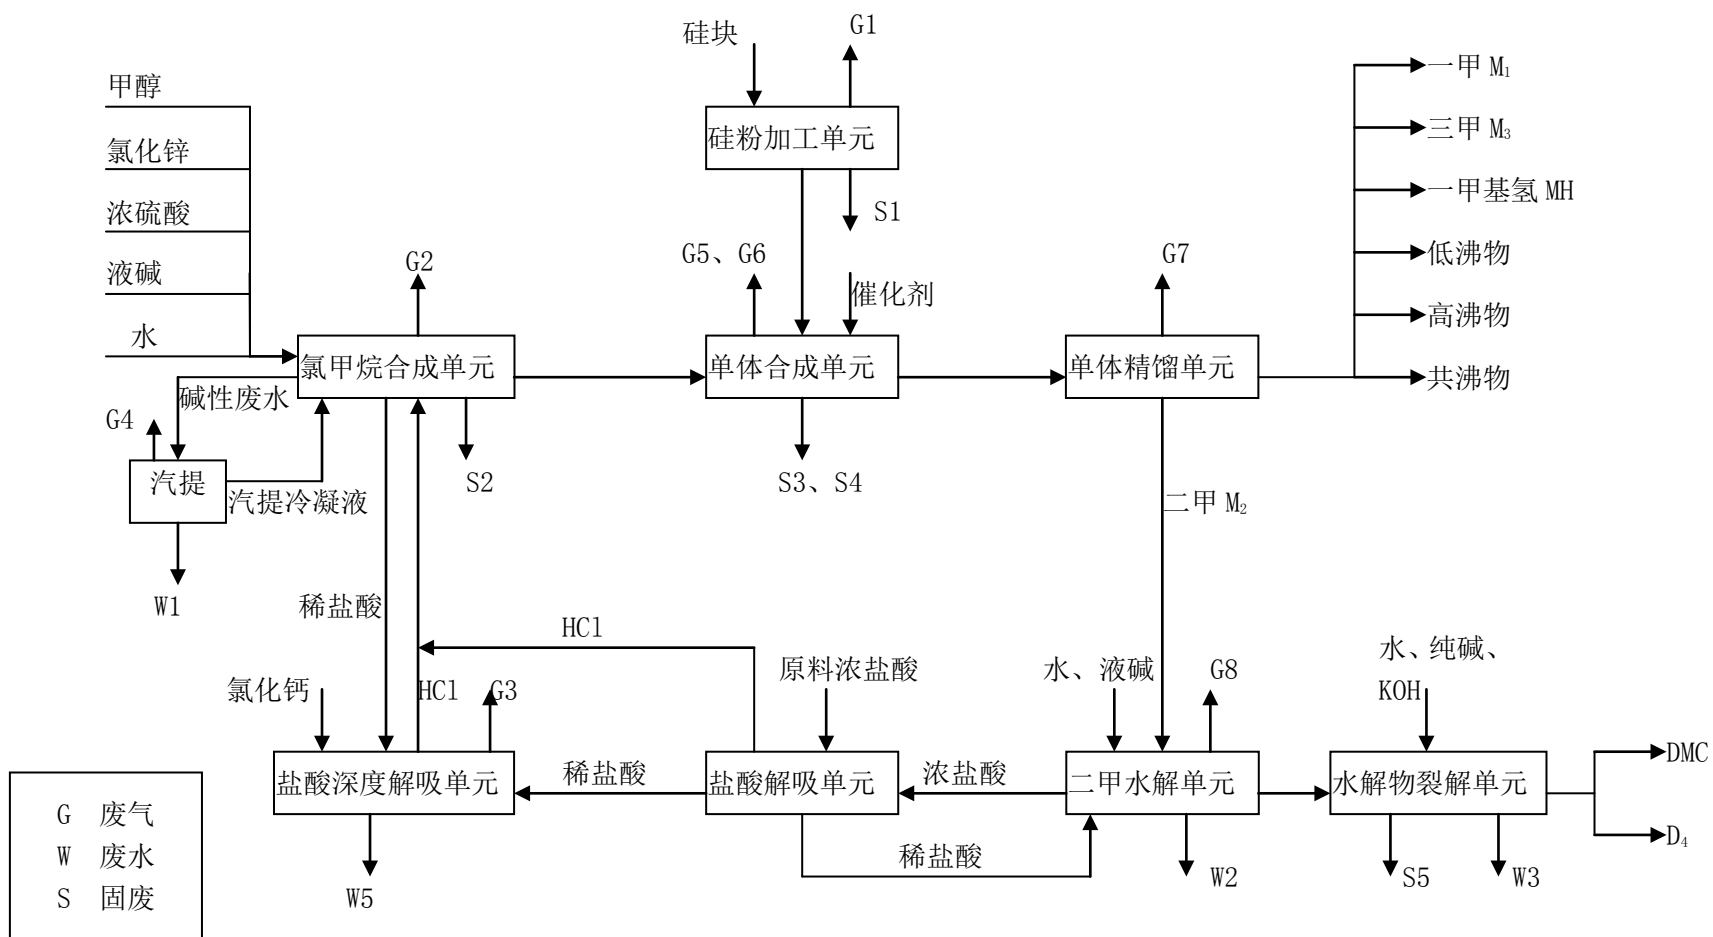 硅块
G1
甲醇
一甲 M₁
硅粉加工单元
三甲 M₃
氯化锌
一甲基氢 MH
浓硫酸
S1
G5、G6
G7
低沸物
液碱
G2
催化剂
高沸物
水
氯甲烷合成单元
单体合成单元
单体精馏单元
共沸物
碱性废水
G4
汽提
S2
S3、S4
汽提冷凝液
二甲 M₂
W1
稀盐酸
HCl
水、纯碱、
KOH
原料浓盐酸
水、液碱
G8
氯化钙
HCl
G3
DMC
盐酸深度解吸单元
稀盐酸
盐酸解吸单元
浓盐酸
二甲水解单元
水解物裂解单元
D₄
稀盐酸
W5
W2
S5
W3
G 废气
W 废水
S 固废